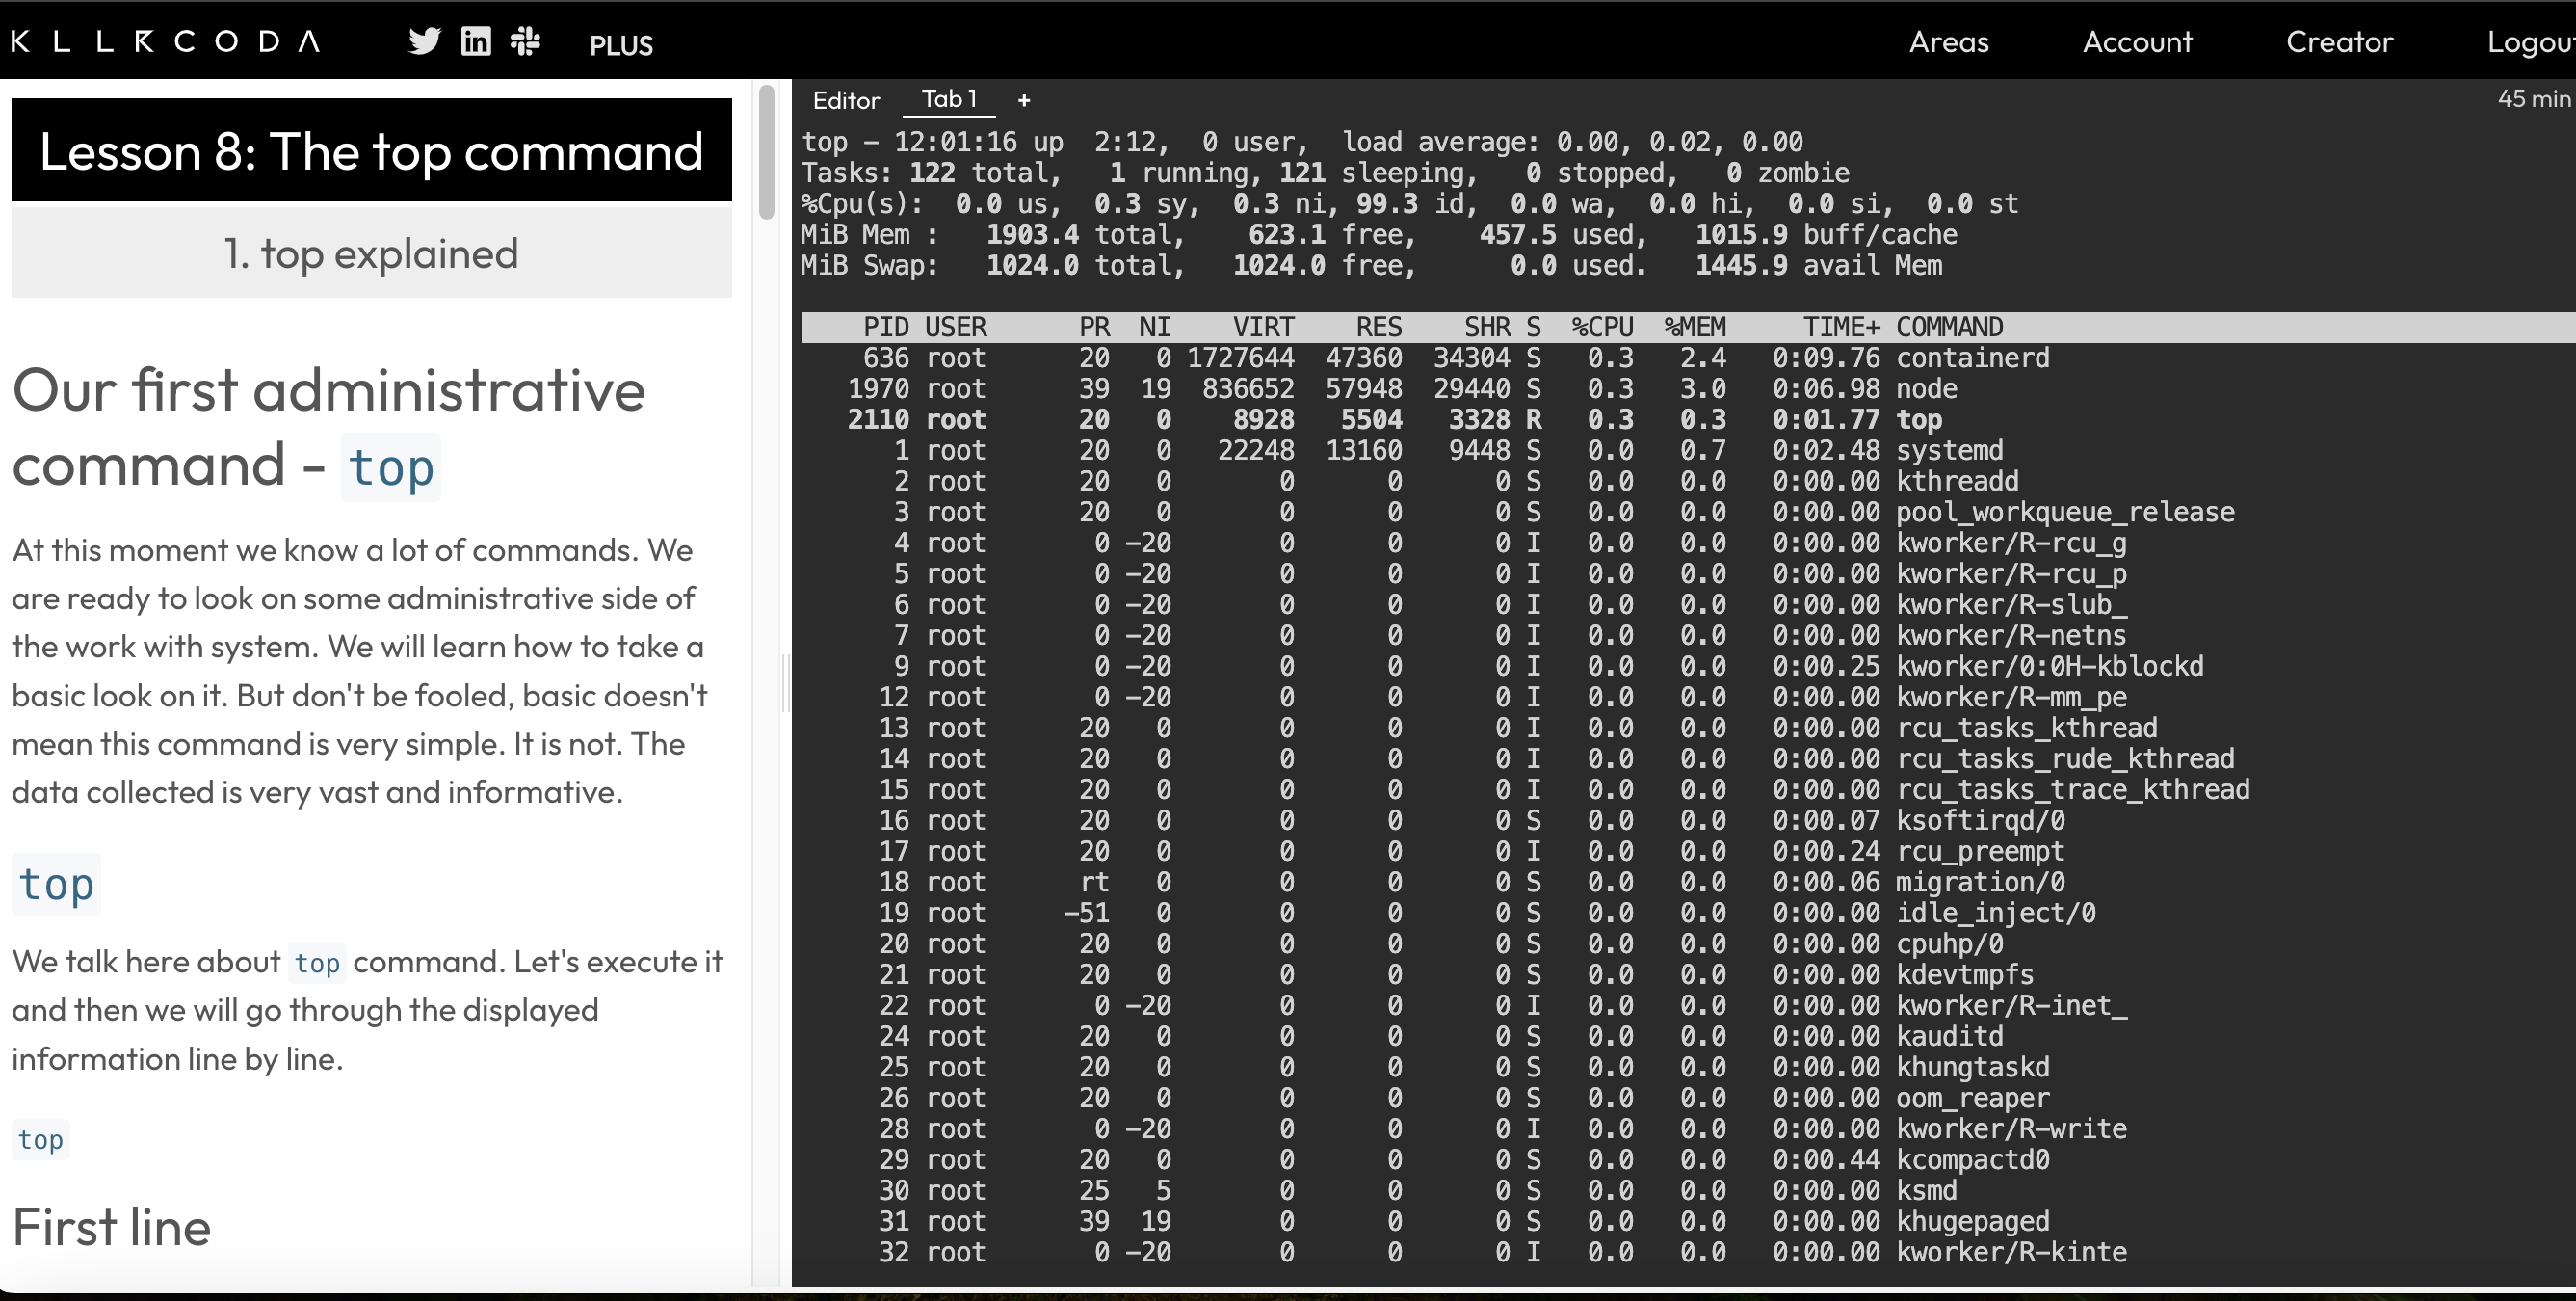 KLLRCODA PLUS Areas Account Creator Logou
Lesson 8: The top command
1. top explained
Our first administrative
command - top
At this moment we know a lot of commands. We
are ready to look on some administrative side of
the work with system. We will learn how to take a
basic look on it. But don't be fooled, basic doesn't
mean this command is very simple. It is not. The
data collected is very vast and informative.
top
We talk here about top command. Let's execute it
and then we will go through the displayed
information line by line.
top
First line
Editor Tab 1 + 45 min
top - 12:01:16 up  2:12,  0 user,  load average: 0.00, 0.02, 0.00
Tasks: 122 total,   1 running, 121 sleeping,   0 stopped,   0 zombie
%Cpu(s):  0.0 us,  0.3 sy,  0.3 ni, 99.3 id,  0.0 wa,  0.0 hi,  0.0 si,  0.0 st
MiB Mem :   1903.4 total,    623.1 free,    457.5 used,   1015.9 buff/cache
MiB Swap:   1024.0 total,   1024.0 free,      0.0 used.   1445.9 avail Mem
PID USER PR NI VIRT RES SHR S %CPU %MEM TIME+ COMMAND
636 root 20 0 1727644 47360 34304 S 0.3 2.4 0:09.76 containerd
1970 root 39 19 836652 57948 29440 S 0.3 3.0 0:06.98 node
2110 root 20 0 8928 5504 3328 R 0.3 0.3 0:01.77 top
1 root 20 0 22248 13160 9448 S 0.0 0.7 0:02.48 systemd
2 root 20 0 0 0 0 S 0.0 0.0 0:00.00 kthreadd
3 root 20 0 0 0 0 S 0.0 0.0 0:00.00 pool_workqueue_release
4 root 0 -20 0 0 0 I 0.0 0.0 0:00.00 kworker/R-rcu_g
5 root 0 -20 0 0 0 I 0.0 0.0 0:00.00 kworker/R-rcu_p
6 root 0 -20 0 0 0 I 0.0 0.0 0:00.00 kworker/R-slub_
7 root 0 -20 0 0 0 I 0.0 0.0 0:00.00 kworker/R-netns
9 root 0 -20 0 0 0 I 0.0 0.0 0:00.25 kworker/0:0H-kblockd
12 root 0 -20 0 0 0 I 0.0 0.0 0:00.00 kworker/R-mm_pe
13 root 20 0 0 0 0 I 0.0 0.0 0:00.00 rcu_tasks_kthread
14 root 20 0 0 0 0 I 0.0 0.0 0:00.00 rcu_tasks_rude_kthread
15 root 20 0 0 0 0 I 0.0 0.0 0:00.00 rcu_tasks_trace_kthread
16 root 20 0 0 0 0 S 0.0 0.0 0:00.07 ksoftirqd/0
17 root 20 0 0 0 0 I 0.0 0.0 0:00.24 rcu_preempt
18 root rt 0 0 0 0 S 0.0 0.0 0:00.06 migration/0
19 root -51 0 0 0 0 S 0.0 0.0 0:00.00 idle_inject/0
20 root 20 0 0 0 0 S 0.0 0.0 0:00.00 cpuhp/0
21 root 20 0 0 0 0 S 0.0 0.0 0:00.00 kdevtmpfs
22 root 0 -20 0 0 0 I 0.0 0.0 0:00.00 kworker/R-inet_
24 root 20 0 0 0 0 S 0.0 0.0 0:00.00 kauditd
25 root 20 0 0 0 0 S 0.0 0.0 0:00.00 khungtaskd
26 root 20 0 0 0 0 S 0.0 0.0 0:00.00 oom_reaper
28 root 0 -20 0 0 0 I 0.0 0.0 0:00.00 kworker/R-write
29 root 20 0 0 0 0 S 0.0 0.0 0:00.44 kcompactd0
30 root 25 5 0 0 0 S 0.0 0.0 0:00.00 ksmd
31 root 39 19 0 0 0 S 0.0 0.0 0:00.00 khugepaged
32 root 0 -20 0 0 0 I 0.0 0.0 0:00.00 kworker/R-kinte